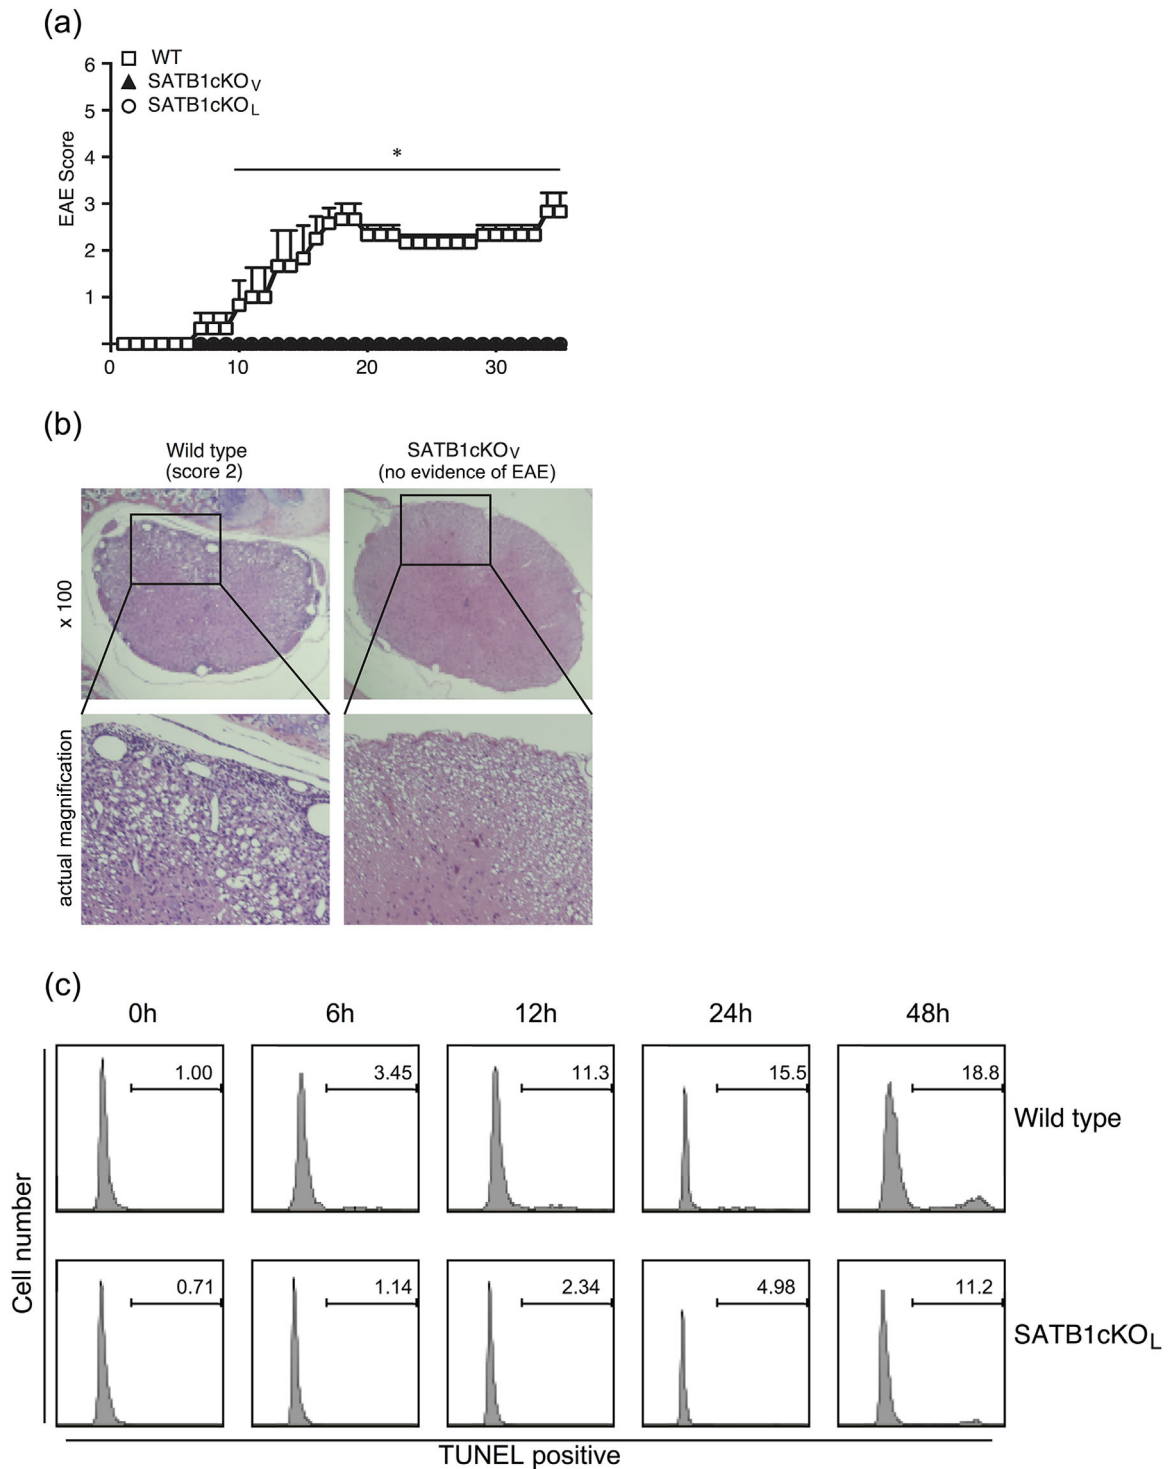 (a)
WT
SATB1cKOV
SATB1cKOL
6
5
4
3
2
1
EAE Score
*
0 10 20 30
(b)
Wild type
(score 2)
SATB1cKOV
(no evidence of EAE)
x 100
actual magnification
(c)
0h 6h 12h 24h 48h
1.00 3.45 11.3 15.5 18.8
Wild type
0.71 1.14 2.34 4.98 11.2
SATB1cKOL
Cell number
TUNEL positive